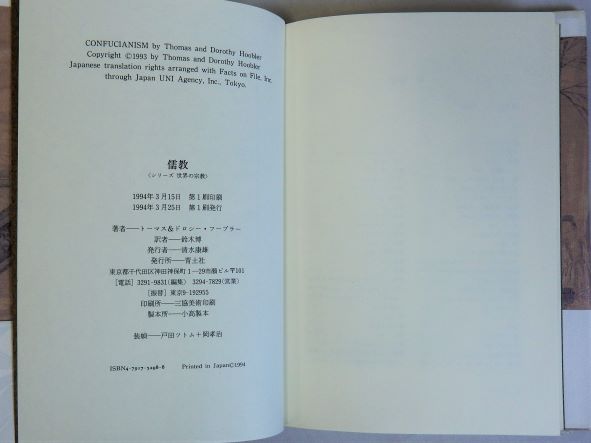 CONFUCIANISM by Thomas and Dorothy Hoobler
Copyright ©1993 by Thomas and Dorothy Hoobler
Japanese translation rights arranged with Facts on File, Inc.
through Japan UNI Agency, Inc., Tokyo.
儒教
〈シリーズ 世界の宗教〉
1994年3月15日 第1刷印刷
1994年3月25日 第1刷発行
著者──トーマス&ドロシー・フーブラー
訳者──鈴木博
発行者──清水康雄
発行所──青土社
東京都千代田区神田神保町1―29市瀬ビル〒101
[電話] 3291-9831(編集) 3294-7829(営業)
[振替] 東京9-192955
印刷所──三協美術印刷
製本所──小高製本
装幀──戸田ツトム+岡孝治
ISBN4-7917-5298-8 Printed in Japan©1994